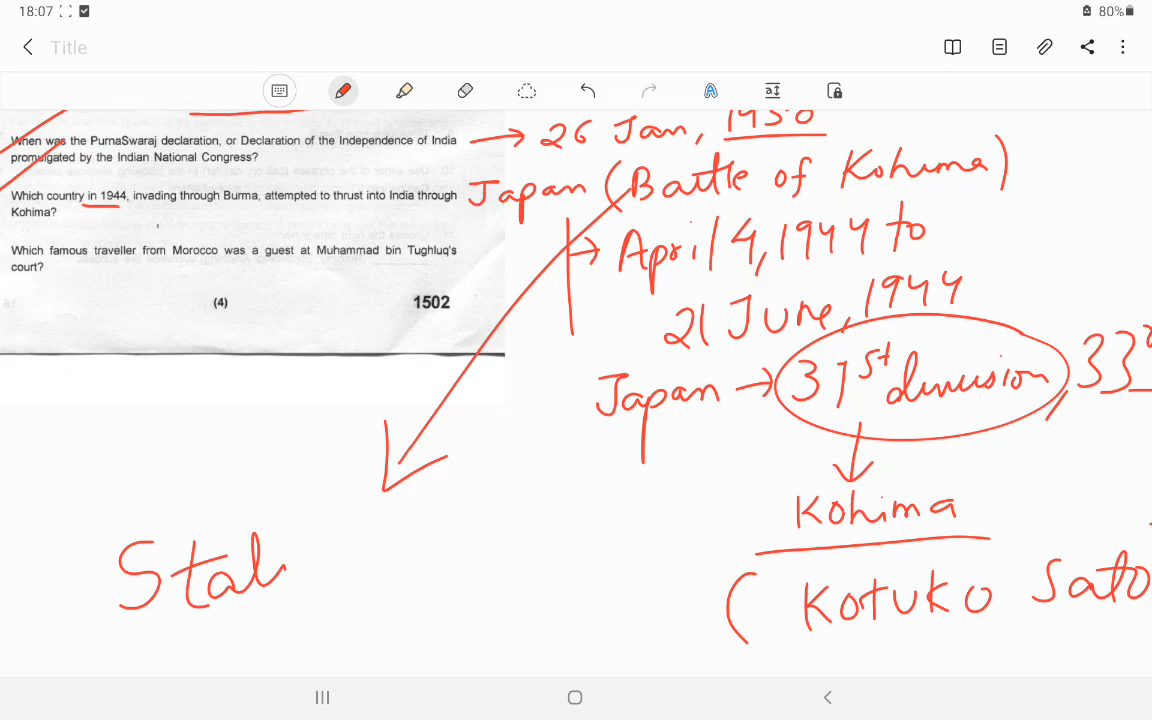 18:07
80%
Title
When was the PurnaSwaraj declaration, or Declaration of the Independence of India
promulgated by the Indian National Congress?
→ 26 Jan, 1930
Which country in 1944, invading through Burma, attempted to thrust into India through
Kohima?
Japan (Battle of Kohima)
→ April 4, 1944 to
21 June, 1944
Which famous traveller from Morocco was a guest at Muhammad bin Tughluq's
court?
(4) 1502
Japan → 31st division, 33
Kohima
(Kotuko Sato
Stal